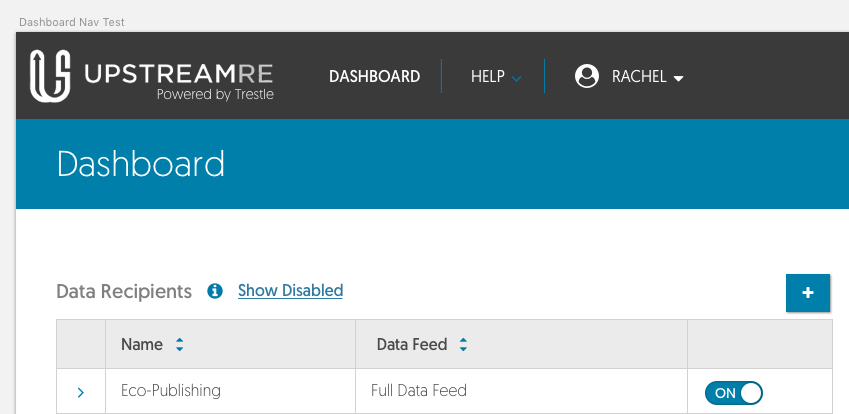 Dashboard Nav Test
UPSTREAMRE
Powered by Trestle
DASHBOARD
HELP
RACHEL
Dashboard
Data Recipients
Show Disabled
+
Name
Data Feed
Eco-Publishing
Full Data Feed
ON